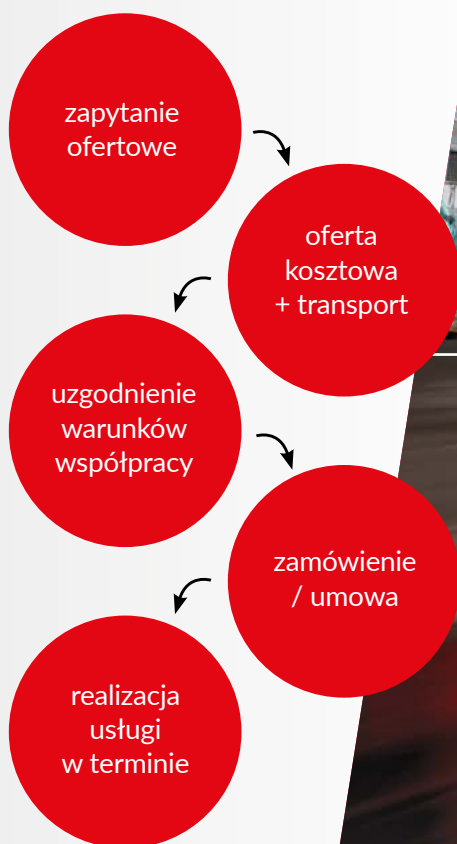 zapytanie
ofertowe
oferta
kosztowa
+ transport
uzgodnienie
warunków
współpracy
zamówienie
/ umowa
realizacja
usługi
w terminie